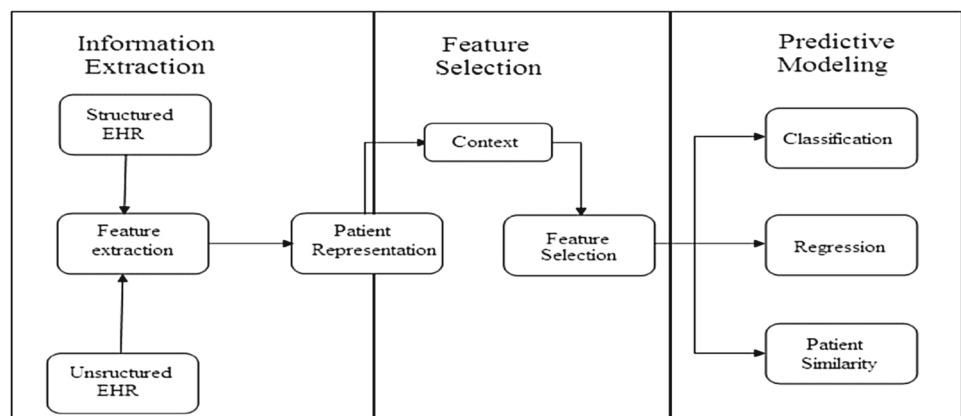 Information
Extraction
Feature
Selection
Predictive
Modeling
Structured
EHR
Feature
extraction
Unsructured
EHR
Patient
Representation
Context
Feature
Selection
Classification
Regression
Patient
Similarity